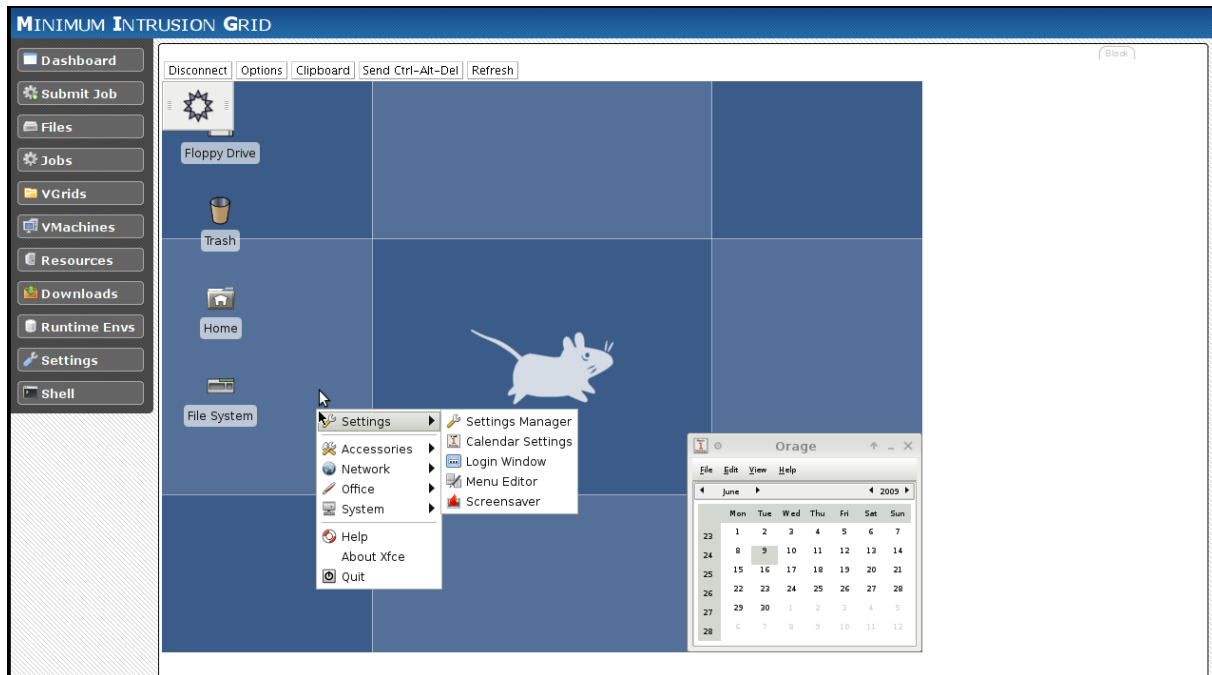 MINIMUM INTRUSION GRID
Dashboard
Submit Job
Files
Jobs
VGrids
VMachines
Resources
Downloads
Runtime Envs
Settings
Shell
Block
Disconnect Options Clipboard Send Ctrl-Alt-Del Refresh
Floppy Drive
Trash
Home
File System
Settings
Accessories
Network
Office
System
Help
About Xfce
Quit
Settings Manager
Calendar Settings
Login Window
Menu Editor
Screensaver
Orage
File Edit View Help
June 2009
Mon Tue Wed Thu Fri Sat Sun
23 1 2 3 4 5 6 7
24 8 9 10 11 12 13 14
25 15 16 17 18 19 20 21
26 22 23 24 25 26 27 28
27 29 30 1 2 3 4 5
28 6 7 8 9 10 11 12